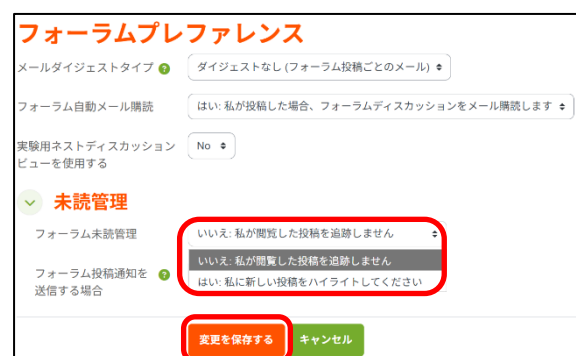 フォーラムプレファレンス
メールダイジェストタイプ ?
ダイジェストなし (フォーラム投稿ごとのメール)
フォーラム自動メール購読
はい: 私が投稿した場合、フォーラムディスカッションをメール購読します
実験用ネストディスカッション
ビューを使用する
No
未読管理
フォーラム未読管理
いいえ: 私が閲覧した投稿を追跡しません
いいえ: 私が閲覧した投稿を追跡しません
はい: 私に新しい投稿をハイライトしてください
フォーラム投稿通知を ?
送信する場合
変更を保存する
キャンセル